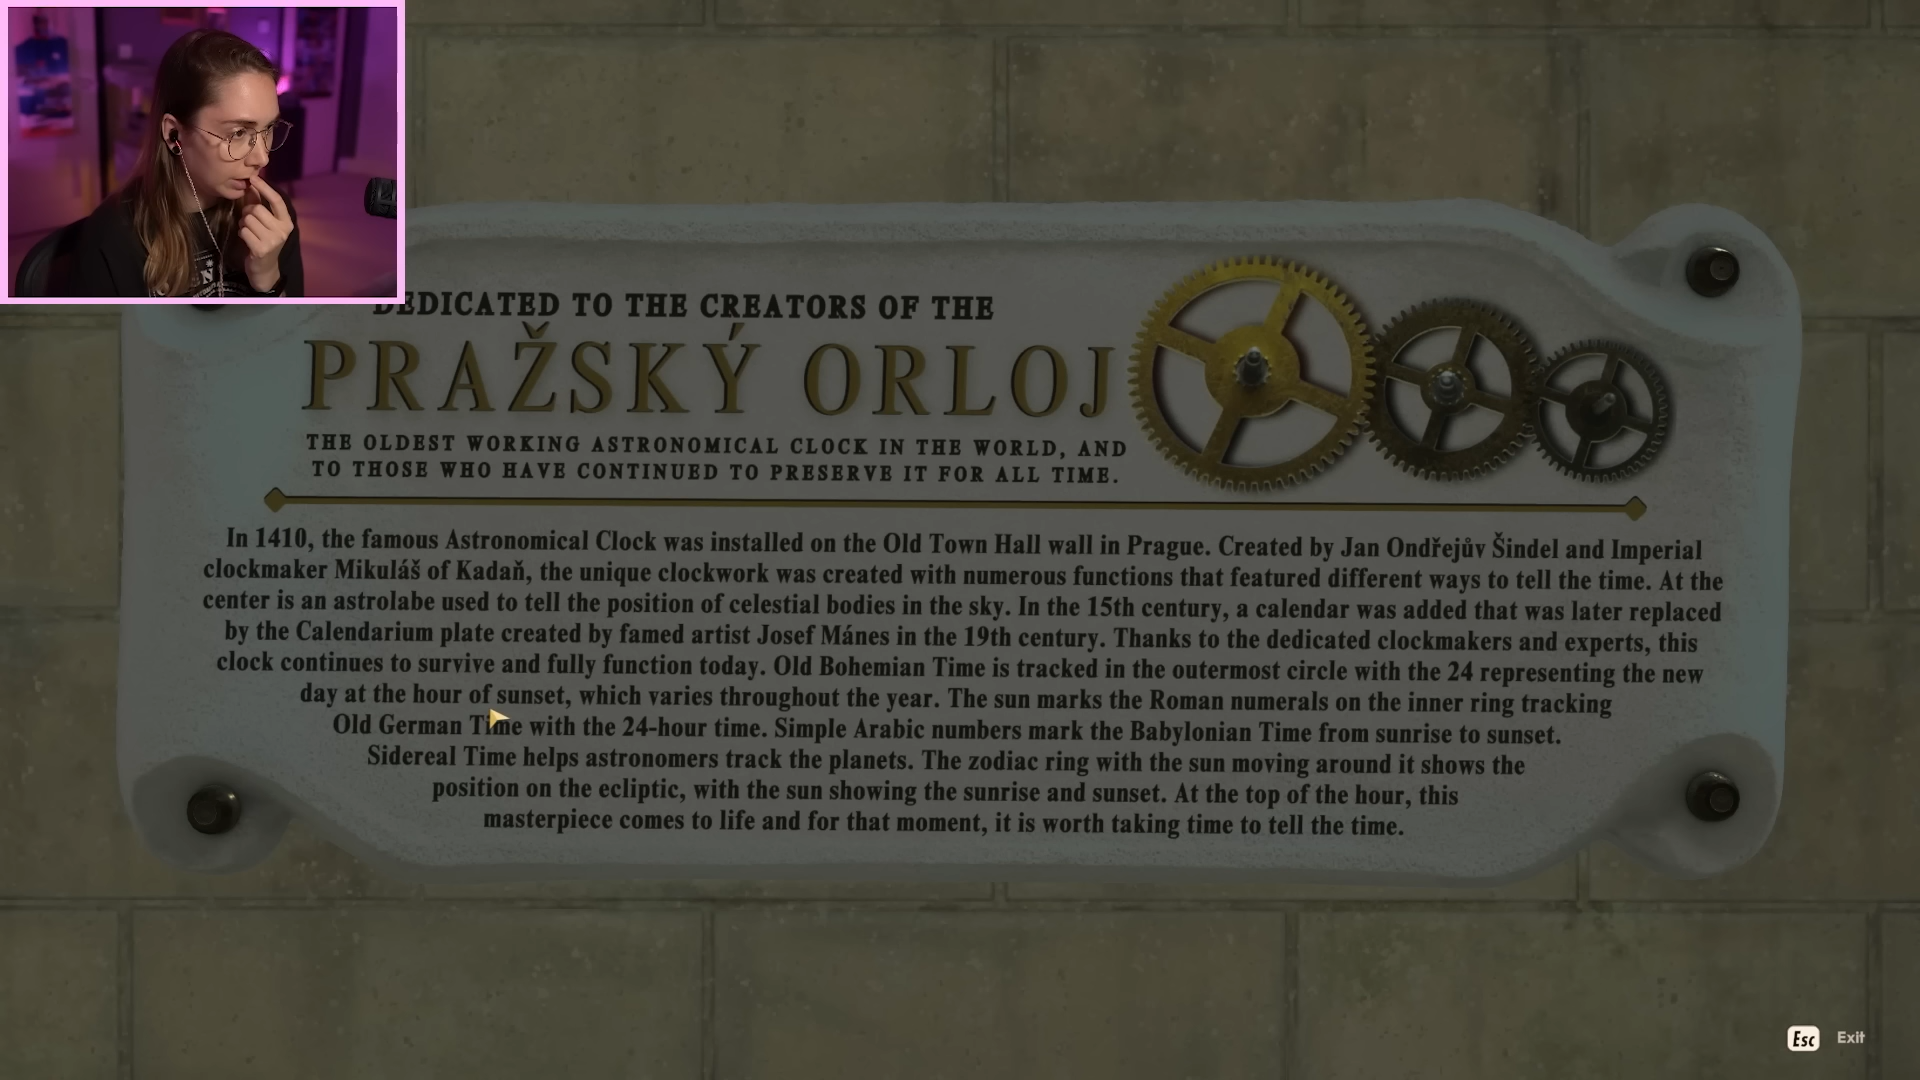 DEDICATED TO THE CREATORS OF THE
PRAŽSKÝ ORLOJ
THE OLDEST WORKING ASTRONOMICAL CLOCK IN THE WORLD, AND
TO THOSE WHO HAVE CONTINUED TO PRESERVE IT FOR ALL TIME.
In 1410, the famous Astronomical Clock was installed on the Old Town Hall wall in Prague. Created by Jan Ondřejův Šindel and Imperial
clockmaker Mikuláš of Kadaň, the unique clockwork was created with numerous functions that featured different ways to tell the time. At the
center is an astrolabe used to tell the position of celestial bodies in the sky. In the 15th century, a calendar was added that was later replaced
by the Calendarium plate created by famed artist Josef Mánes in the 19th century. Thanks to the dedicated clockmakers and experts, this
clock continues to survive and fully function today. Old Bohemian Time is tracked in the outermost circle with the 24 representing the new
day at the hour of sunset, which varies throughout the year. The sun marks the Roman numerals on the inner ring tracking
Old German Time with the 24-hour time. Simple Arabic numbers mark the Babylonian Time from sunrise to sunset.
Sidereal Time helps astronomers track the planets. The zodiac ring with the sun moving around it shows the
position on the ecliptic, with the sun showing the sunrise and sunset. At the top of the hour, this
masterpiece comes to life and for that moment, it is worth taking time to tell the time.
Esc Exit